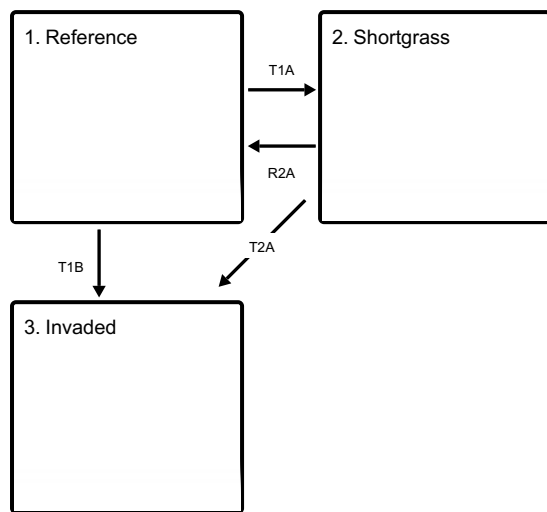 1. Reference
2. Shortgrass
T1A
R2A
T1B
T2A
3. Invaded